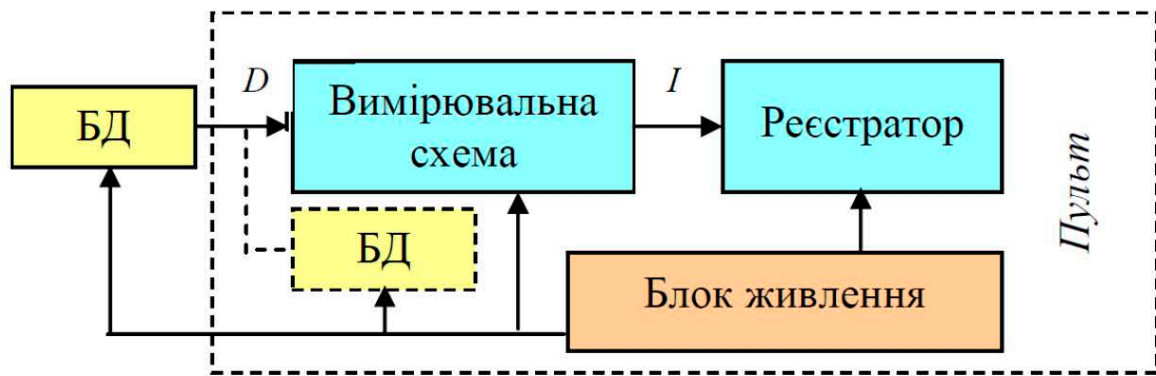 D
I
БД
Вимірювальна
схема
Реєстратор
Пульт
БД
Блок живлення